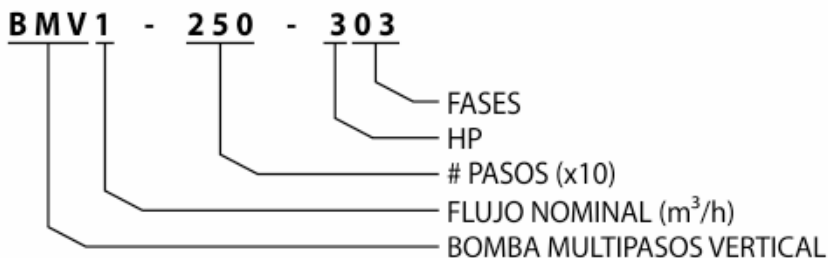 BMV1 - 250 - 303
FASES
HP
# PASOS (x10)
FLUJO NOMINAL (m³/h)
BOMBA MULTIPASOS VERTICAL